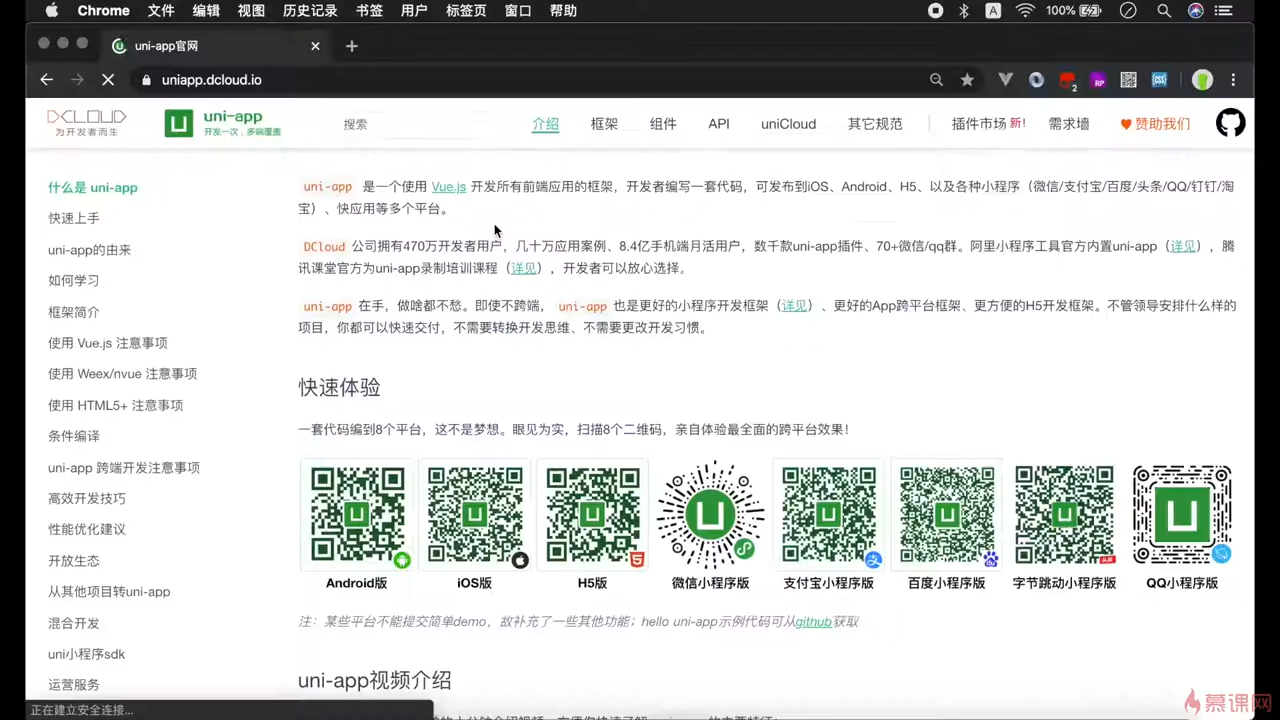 Chrome 文件 编辑 视图 历史记录 书签 用户 标签页 窗口 帮助 100%
uni-app官网
uniapp.dcloud.io
DCLOUD 为开发者而生
uni-app 开发一次，多端覆盖
搜索 介绍 框架 组件 API uniCloud 其它规范 插件市场 新! 需求墙 赞助我们
什么是 uni-app
快速上手
uni-app的由来
如何学习
框架简介
使用 Vue.js 注意事项
使用 Weex/nvue 注意事项
使用 HTML5+ 注意事项
条件编译
uni-app 跨端开发注意事项
高效开发技巧
性能优化建议
开放生态
从其他项目转uni-app
混合开发
uni小程序sdk
运营服务
uni-app 是一个使用 Vue.js 开发所有前端应用的框架，开发者编写一套代码，可发布到iOS、Android、H5、以及各种小程序（微信/支付宝/百度/头条/QQ/钉钉/淘
宝）、快应用等多个平台。
DCloud 公司拥有470万开发者用户，几十万应用案例、8.4亿手机端月活用户，数千款uni-app插件、70+微信/qq群。阿里小程序工具官方内置uni-app（详见），腾
讯课堂官方为uni-app录制培训课程（详见），开发者可以放心选择。
uni-app 在手，做啥都不愁。即使不跨端， uni-app 也是更好的小程序开发框架（详见）、更好的App跨平台框架、更方便的H5开发框架。不管领导安排什么样的
项目，你都可以快速交付，不需要转换开发思维、不需要更改开发习惯。
快速体验
一套代码编到8个平台，这不是梦想。眼见为实，扫描8个二维码，亲自体验最全面的跨平台效果！
Android版 iOS版 H5版 微信小程序版 支付宝小程序版 百度小程序版 字节跳动小程序版 QQ小程序版
注：某些平台不能提交简单demo，故补充了一些其他功能；hello uni-app示例代码可从github获取
uni-app视频介绍
正在建立安全连接...
慕课网